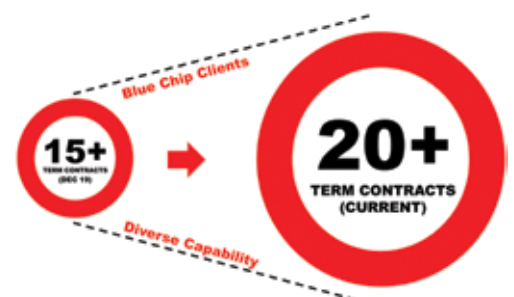 Blue Chip Clients
15+
TERM CONTRACTS
(DEC 19)
20+
TERM CONTRACTS
(CURRENT)
Diverse Capability